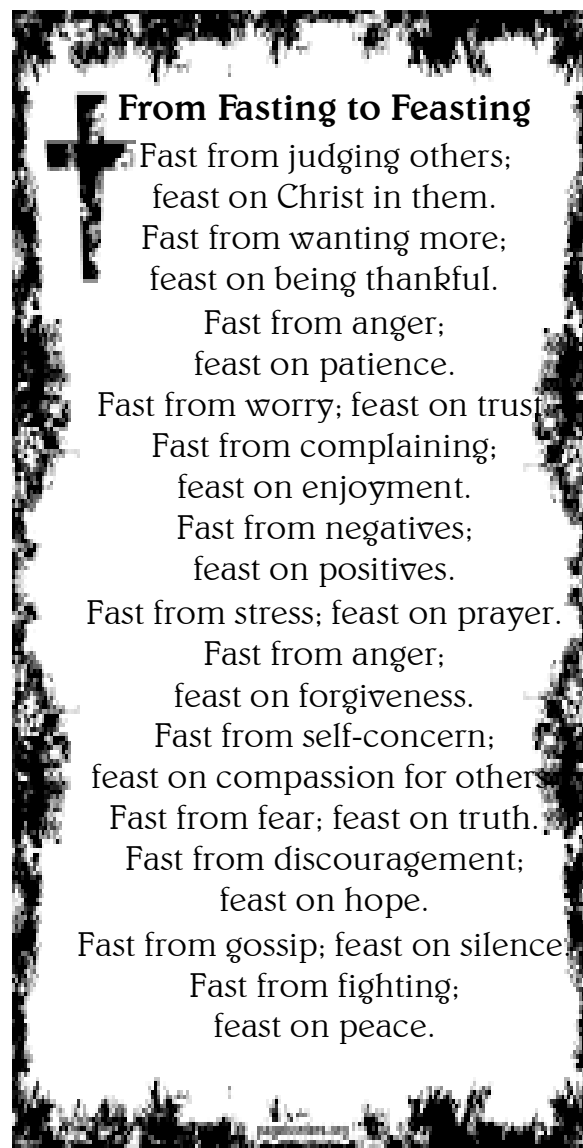 From Fasting to Feasting
Fast from judging others;
feast on Christ in them.
Fast from wanting more;
feast on being thankful.
Fast from anger;
feast on patience.
Fast from worry; feast on trust.
Fast from complaining;
feast on enjoyment.
Fast from negatives;
feast on positives.
Fast from stress; feast on prayer.
Fast from anger;
feast on forgiveness.
Fast from self-concern;
feast on compassion for others.
Fast from fear; feast on truth.
Fast from discouragement;
feast on hope.
Fast from gossip; feast on silence.
Fast from fighting;
feast on peace.